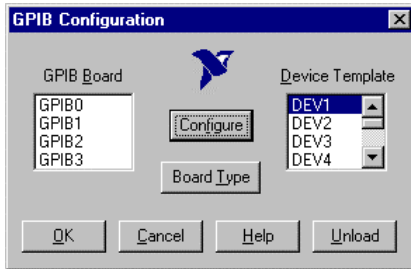 GPIB Configuration
GPIB Board
Device Template
GPIB0
GPIB1
GPIB2
GPIB3
Configure
DEV1
DEV2
DEV3
DEV4
Board Type
OK
Cancel
Help
Unload